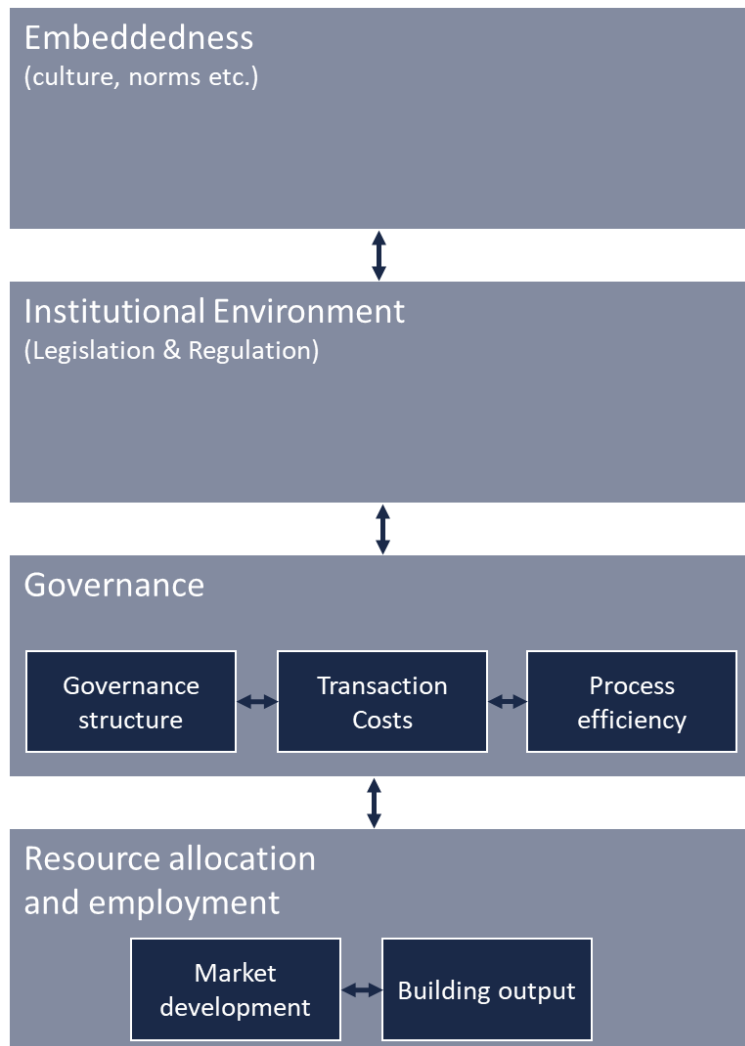 Embeddedness
(culture, norms etc.)
Institutional Environment
(Legislation & Regulation)
Governance
Governance
structure
Transaction
Costs
Process
efficiency
Resource allocation
and employment
Market
development
Building output